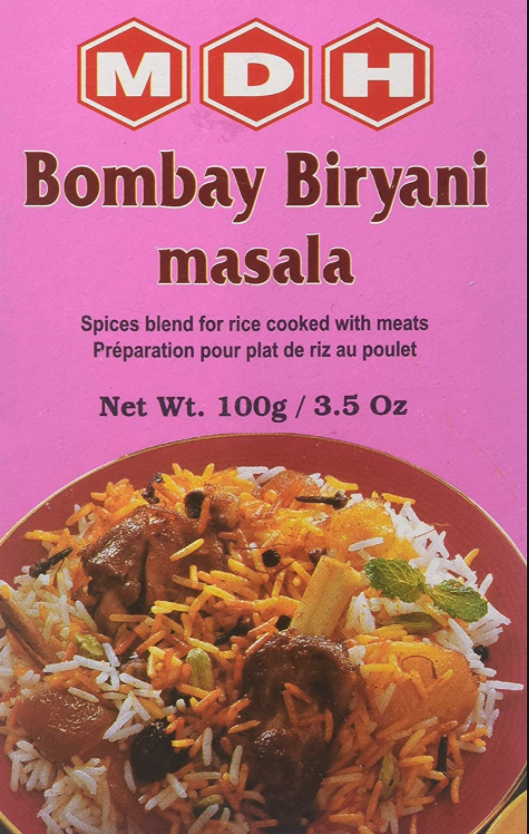 MDH
Bombay Biryani
masala
Spices blend for rice cooked with meats
Préparation pour plat de riz au poulet
Net Wt. 100g / 3.5 Oz